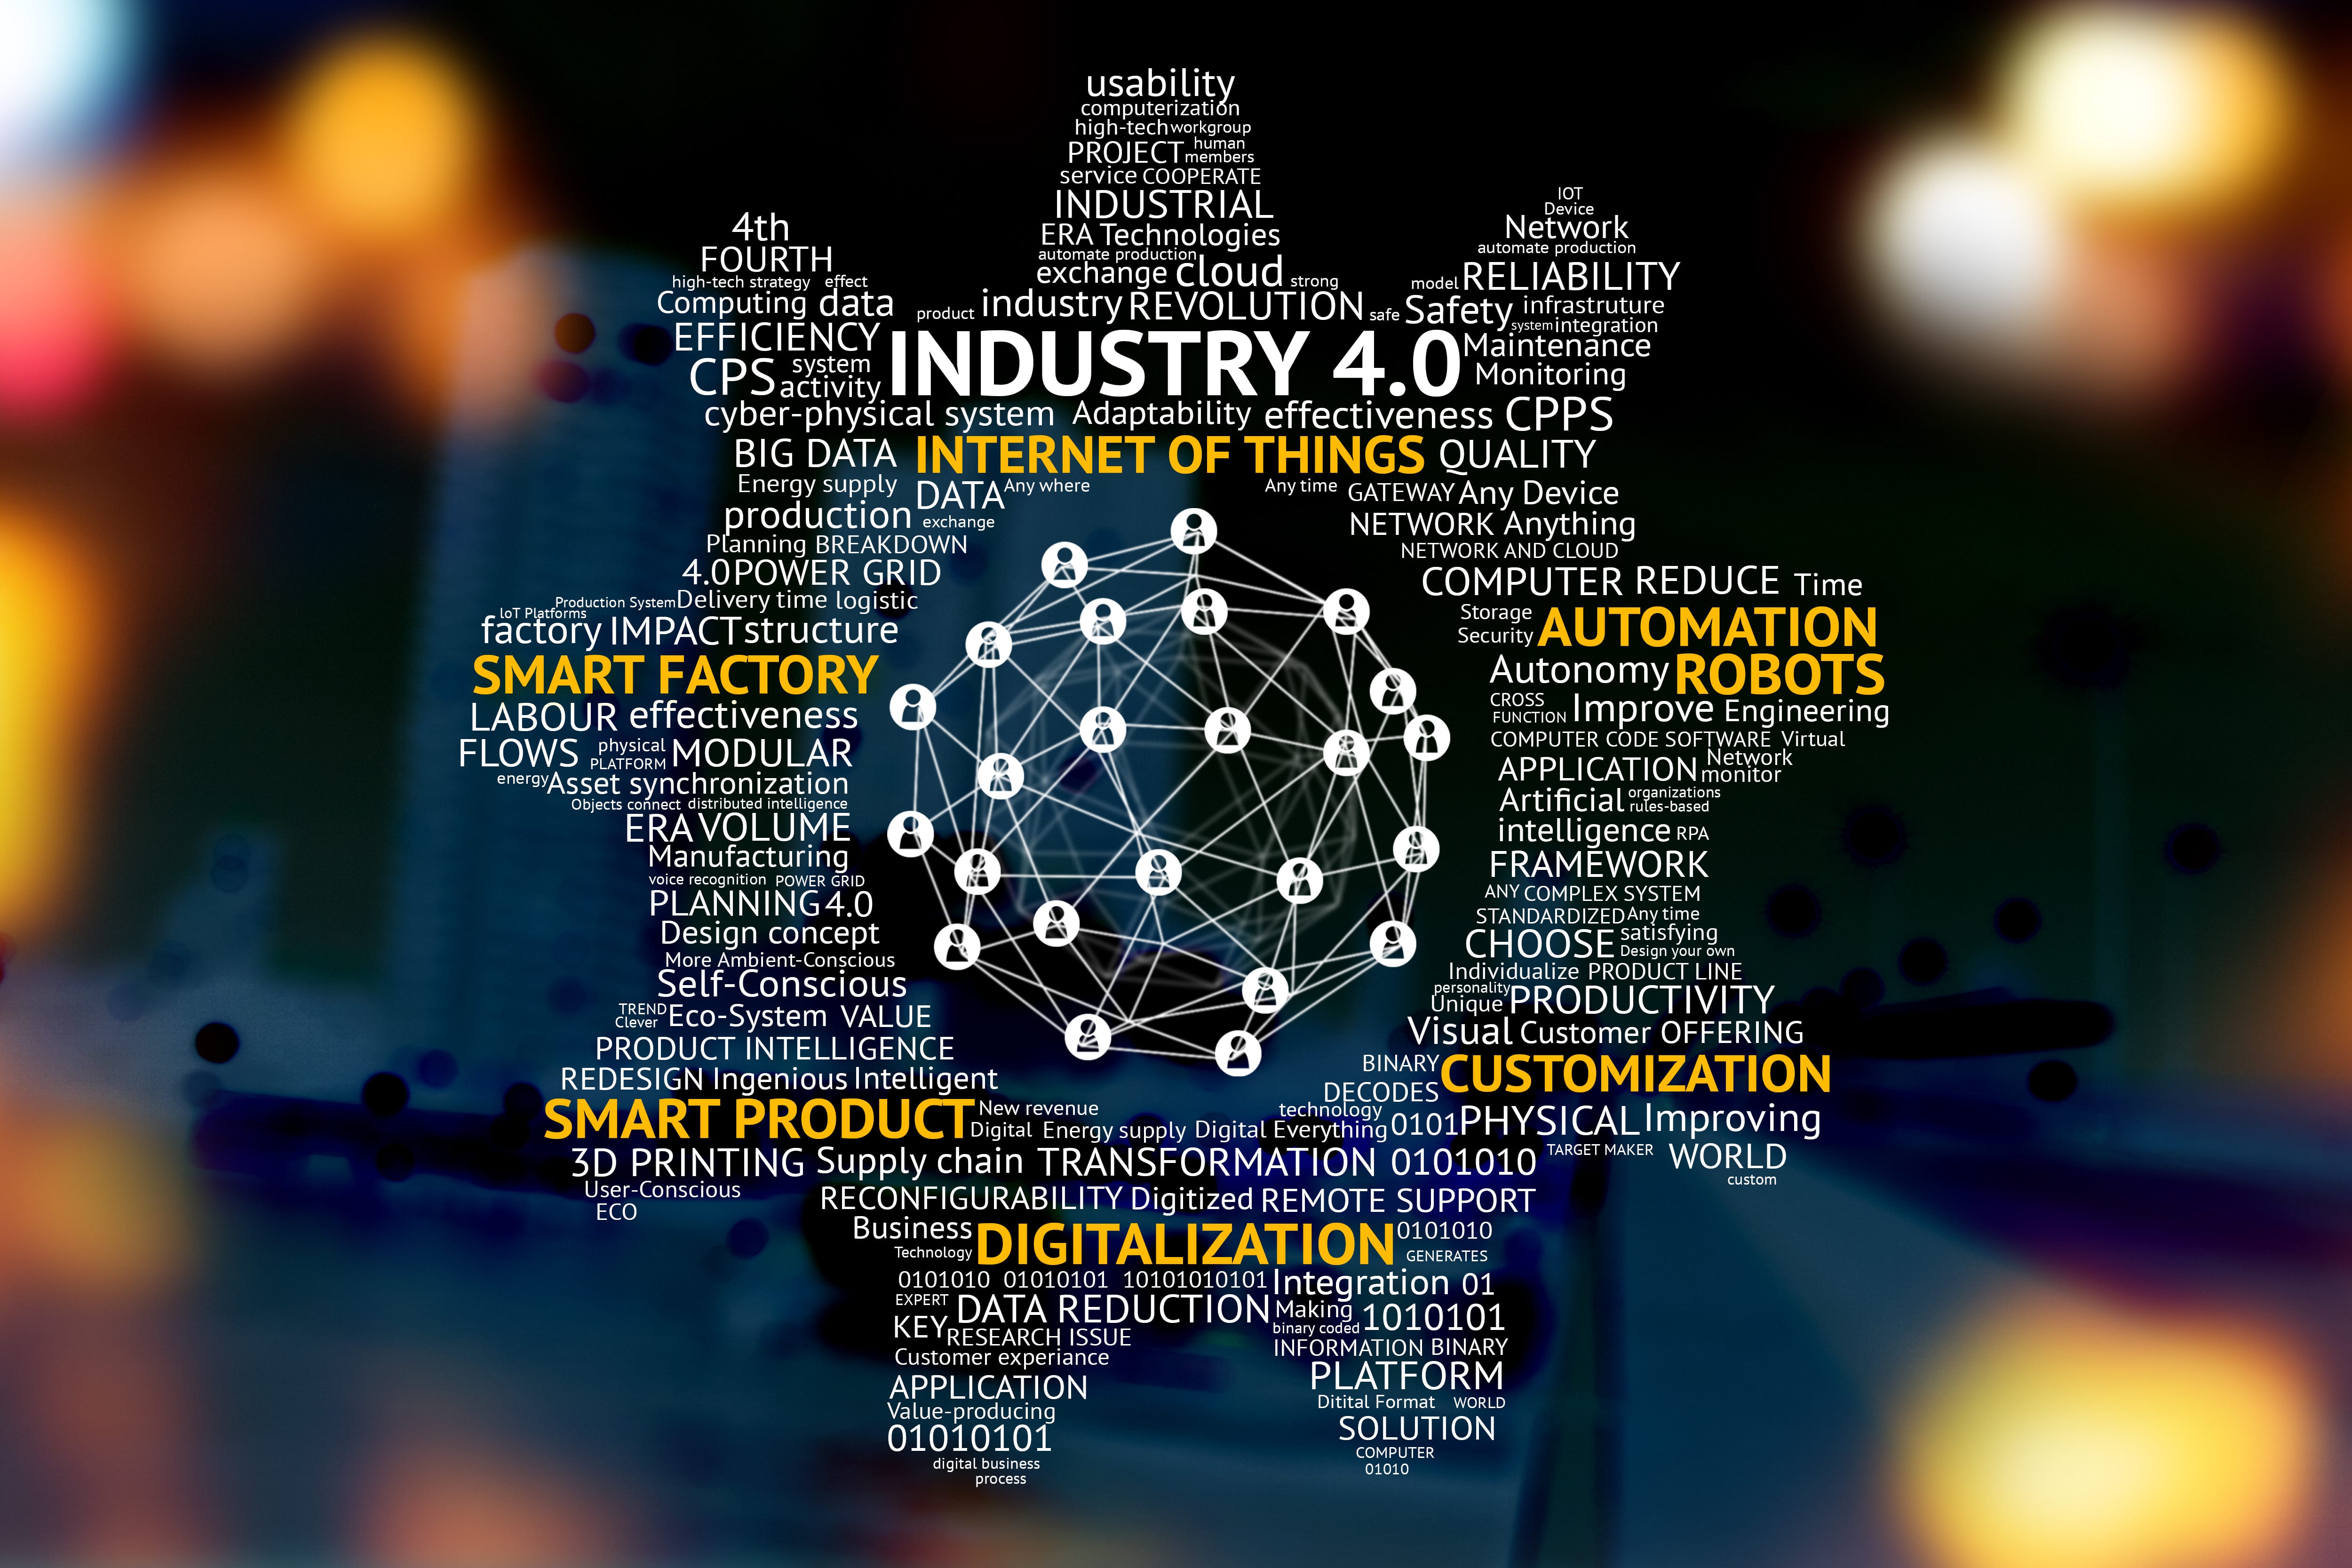 usability
computerization
high-tech workgroup
PROJECT human members
service COOPERATE
INDUSTRIAL
ERA Technologies
automate production
exchange cloud strong
product industry REVOLUTION safe
4th
FOURTH
high-tech strategy effect
Computing data
EFFICIENCY
CPS system activity
IOT
Device
Network
automate production
model RELIABILITY
Safety infrastruture
system integration
INDUSTRY 4.0 Maintenance
Monitoring
cyber-physical system Adaptability effectiveness CPPS
BIG DATA INTERNET OF THINGS QUALITY
Energy supply DATA Any where Any time GATEWAY Any Device
production exchange NETWORK Anything
Planning BREAKDOWN NETWORK AND CLOUD
4.0 POWER GRID
Production System Delivery time logistic
loT Platforms
factory IMPACT structure
SMART FACTORY
LABOUR effectiveness
FLOWS physical PLATFORM MODULAR
energy Asset synchronization
Objects connect distributed intelligence
ERA VOLUME
Manufacturing
voice recognition POWER GRID
PLANNING 4.0
Design concept
More Ambient-Conscious
Self-Conscious
TREND Clever Eco-System VALUE
PRODUCT INTELLIGENCE
REDESIGN Ingenious Intelligent
COMPUTER REDUCE Time
Storage
Security AUTOMATION
Autonomy ROBOTS
CROSS FUNCTION Improve Engineering
COMPUTER CODE SOFTWARE Virtual
APPLICATION Network monitor
Artificial organizations rules-based
intelligence RPA
FRAMEWORK
ANY COMPLEX SYSTEM
STANDARDIZED Any time
CHOOSE satisfying
Design your own
Individualize PRODUCT LINE
personality
Unique PRODUCTIVITY
Visual Customer OFFERING
BINARY CUSTOMIZATION
DECODES
SMART PRODUCT New revenue technology
Digital Energy supply Digital Everything 0101 PHYSICAL Improving
3D PRINTING Supply chain TRANSFORMATION 0101010 TARGET MAKER WORLD
custom
User-Conscious
ECO
RECONFIGURABILITY Digitized REMOTE SUPPORT
Business DIGITALIZATION 0101010
Technology GENERATES
0101010 01010101 10101010101 Integration 01
EXPERT DATA REDUCTION Making 1010101
KEY RESEARCH ISSUE binary coded
Customer experiance INFORMATION BINARY
APPLICATION PLATFORM
Value-producing Ditital Format WORLD
01010101 SOLUTION
digital business COMPUTER
process 01010